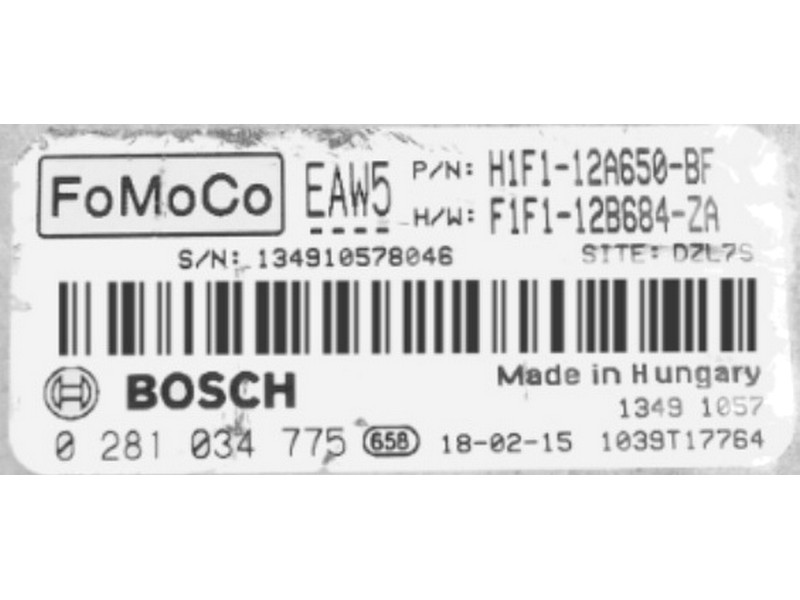 FoMoCo EAW5 P/N: H1F1-12A650-BF
H/W: F1F1-12B684-ZA
S/N: 134910578046 SITE: DZL7S
BOSCH Made in Hungary
1349 1057
0 281 034 775 658 18-02-15 1039T17764